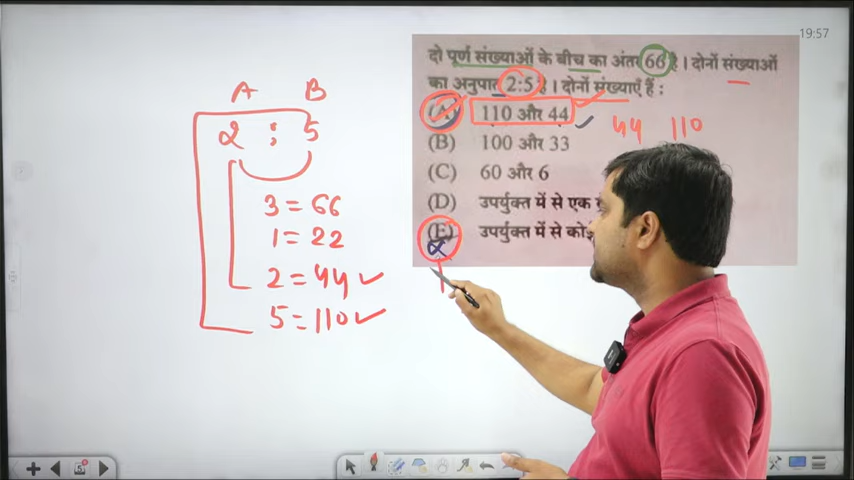 19:57
दो पूर्ण संख्याओं के बीच का अंतर 66 है। दोनों संख्याओं
का अनुपात 2:5 है। दोनों संख्याएँ हैं :
(A) 110 और 44
(B) 100 और 33
(C) 60 और 6
(D) उपर्युक्त में से एक
(E) उपर्युक्त में से
44 110
A B
2 : 5
3 = 66
1 = 22
2 = 44 ✓
5 = 110 ✓